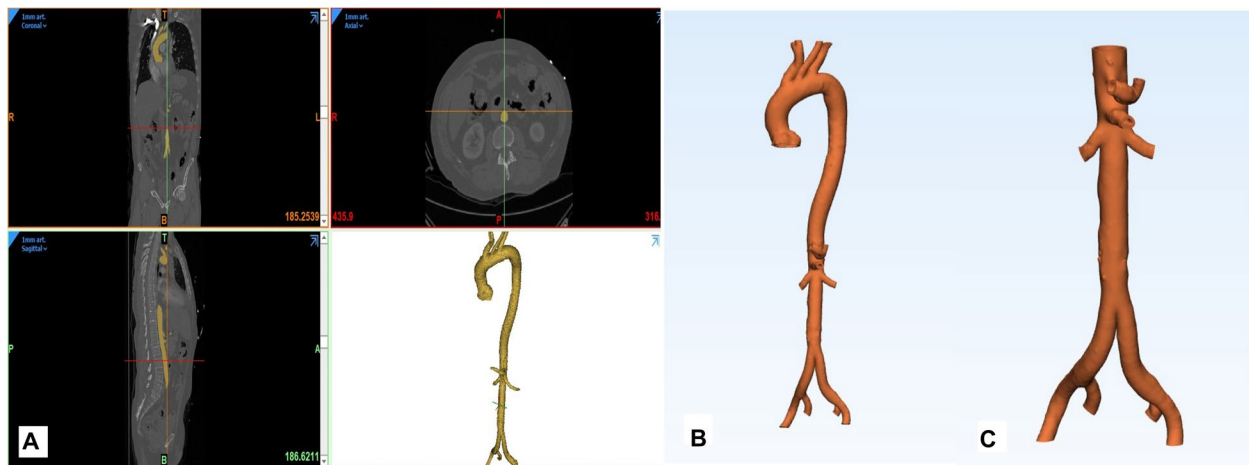 1mm art.
Coronal
T
R
L
B
185.2539
1mm art.
Axial
A
R
P
435.9
316.
1mm art.
Sagittal
T
P
A
B
186.6211
A
B
C